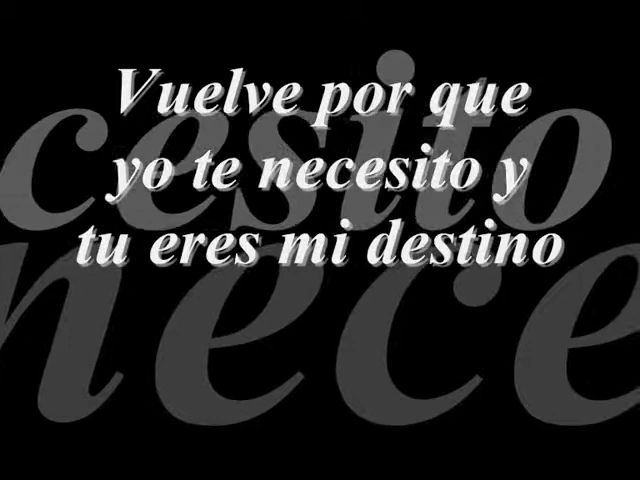 Vuelve por que
yo te necesito y
tu eres mi destino
cesito
nece